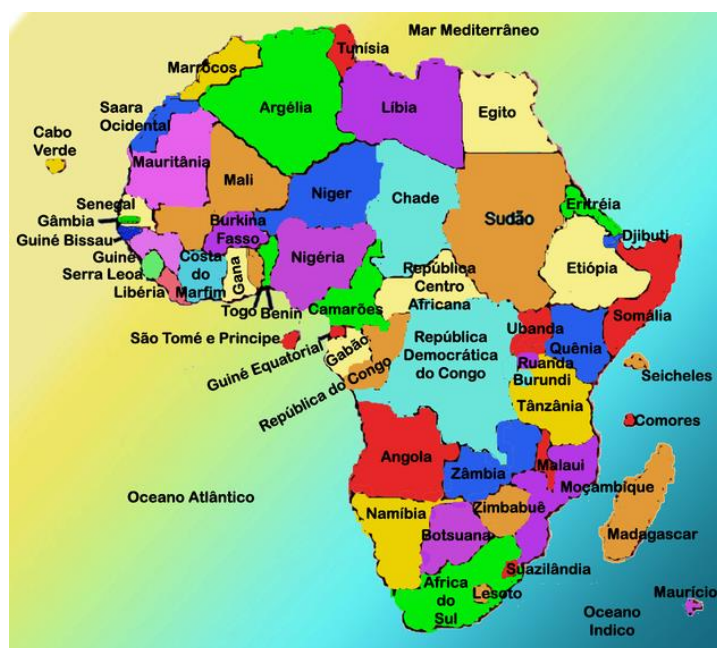 Mar Mediterrâneo
Tunísia
Marrocos
Argélia
Líbia
Egito
Saara
Ocidental
Cabo
Verde
Mauritânia
Mali
Niger
Chade
Sudão
Eritréia
Senegal
Gâmbia
Burkina
Fasso
Djibuti
Guiné Bissau
Guiné
Serra Leoa
Libéria
Costa
do
Marfim
Gana
Nigéria
Etiópia
República
Centro
Africana
Togo
Benin
Camarões
Somália
São Tomé e Principe
Guiné Equatorial
Gabão
República do Congo
República
Democrática
do Congo
Ubanda
Quênia
Ruanda
Burundi
Seicheles
Tânzânia
Comores
Angola
Zâmbia
Malaui
Moçambique
Oceano Atlântico
Namíbia
Zimbabuê
Botsuana
Madagascar
Suazilândia
África
do
Sul
Lesoto
Maurício
Oceano
Indico